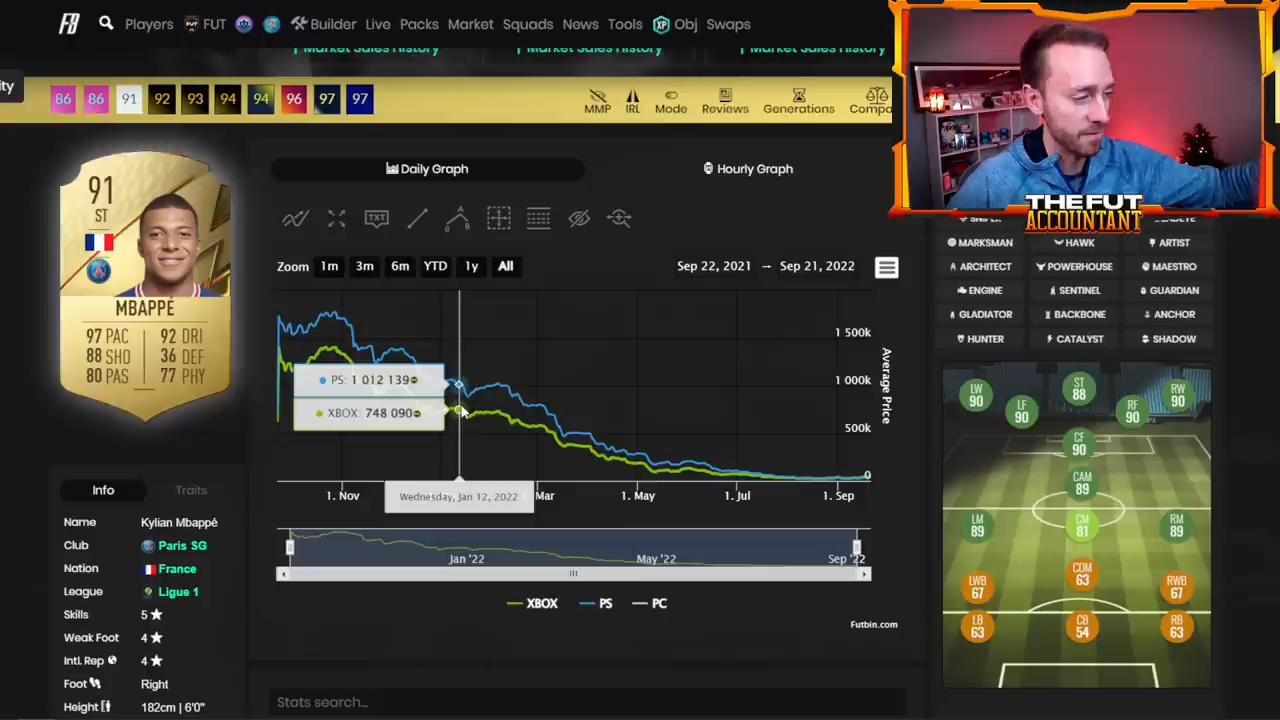 F8 Players FUT Builder Live Packs Market Squads News Tools XP Obj Swaps
Market Sales History Market Sales History Market Sales History
ity
86 86 91 92 93 94 94 96 97 97
MMP IRL Mode Reviews Generations Compa
THE FUT
ACCOUNTANT
Daily Graph
Hourly Graph
91
ST
MBAPPÉ
97 PAC 92 DRI
88 SHO 36 DEF
80 PAS 77 PHY
TXT
Zoom 1m 3m 6m YTD 1y All
Sep 22, 2021 → Sep 21, 2022
1 500k
1 000k
500k
0
Average Price
PS: 1 012 139
XBOX: 748 090
1. Nov Mar 1. May 1. Jul 1. Sep
Wednesday, Jan 12, 2022
Jan '22 May '22 Sep '22
XBOX PS PC
Futbin.com
Stats search...
Info Traits
Name Kylian Mbappé
Club Paris SG
Nation France
League Ligue 1
Skills 5
Weak Foot 4
Intl. Rep 4
Foot Right
Height 182cm | 6'0"
SNIPER DEADEYE
MARKSMAN HAWK ARTIST
ARCHITECT POWERHOUSE MAESTRO
ENGINE SENTINEL GUARDIAN
GLADIATOR BACKBONE ANCHOR
HUNTER CATALYST SHADOW
LW 90
ST 88
RW 90
LF 90
RF 90
CF 90
CAM 89
LM 89
CM 81
RM 89
CDM 63
LWB 67
RWB 67
LB 63
CB 54
RB 63